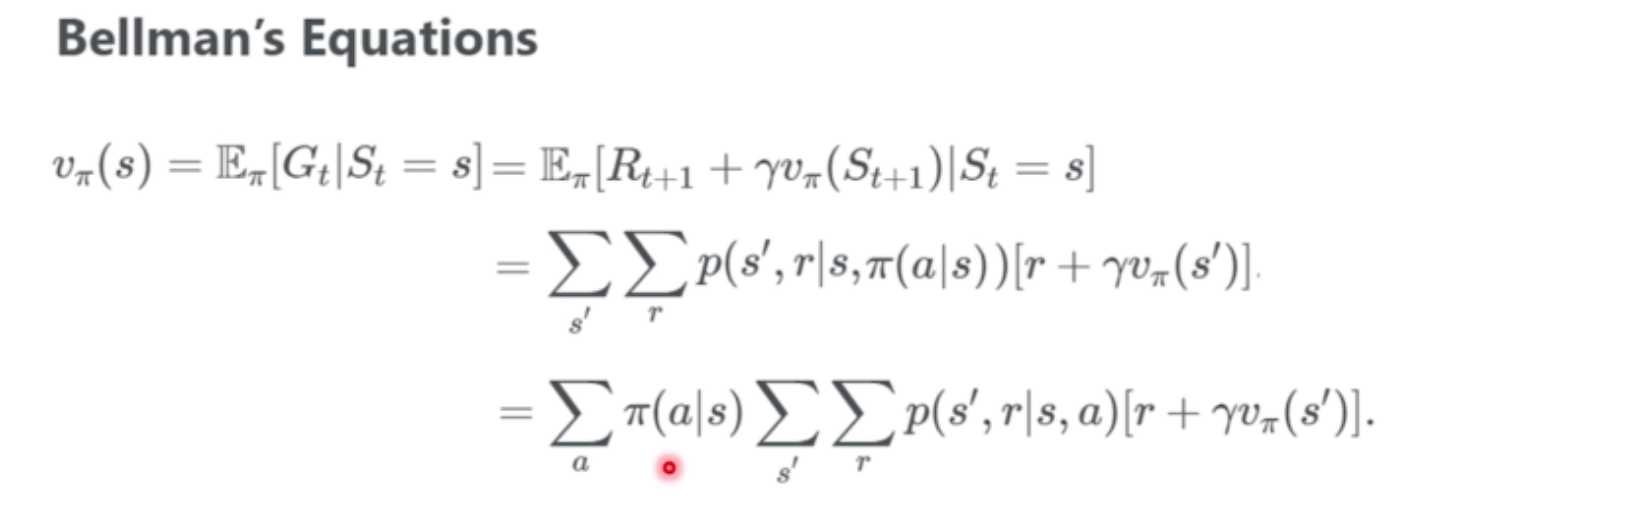 Bellman's Equations
v_π(s) = 𝔼_π[G_t|S_t = s] = 𝔼_π[R_{t+1} + γv_π(S_{t+1})|S_t = s]
= ∑_{s′} ∑_r p(s′, r|s, π(a|s))[r + γv_π(s′)].
= ∑_a π(a|s) ∑_{s′} ∑_r p(s′, r|s, a)[r + γv_π(s′)].